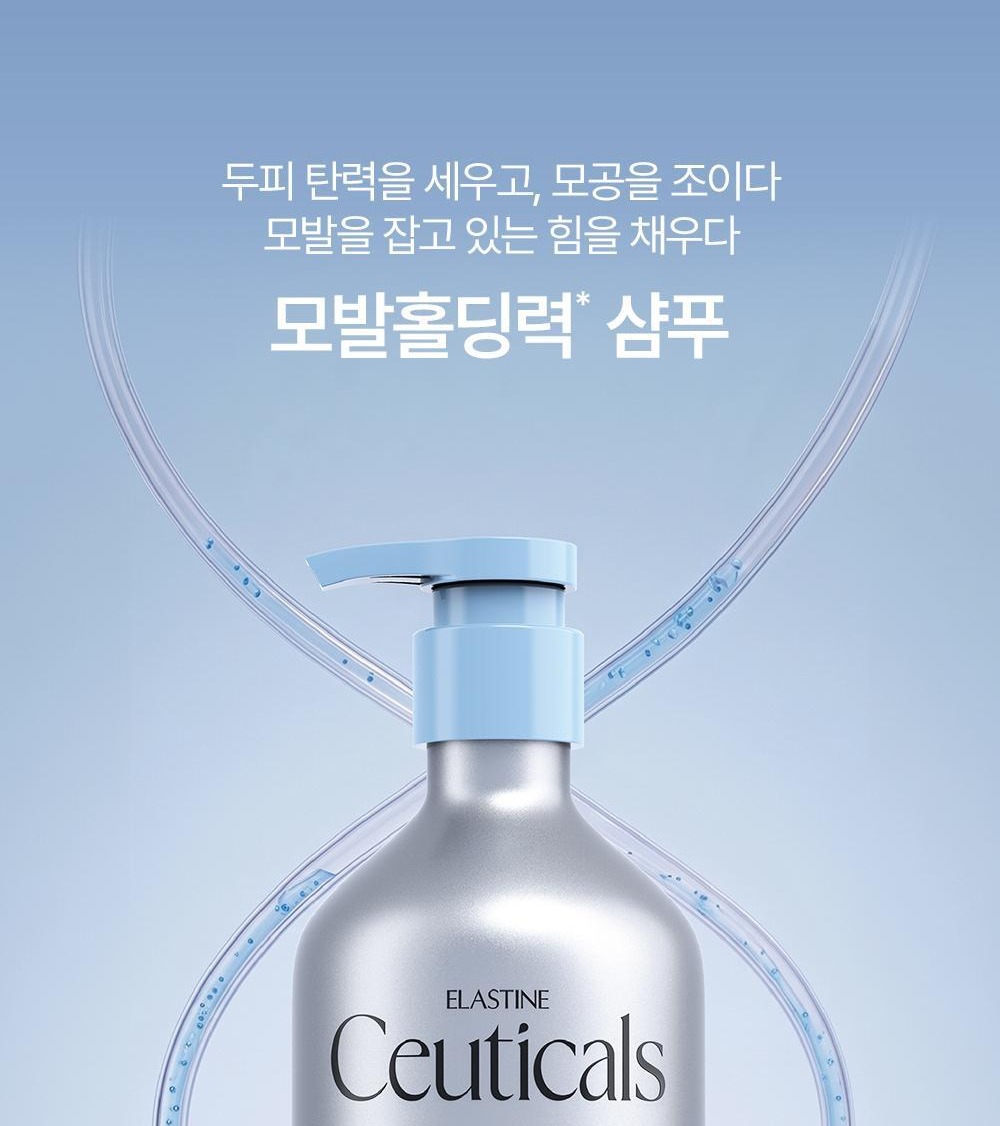 두피 탄력을 세우고, 모공을 조이다
모발을 잡고 있는 힘을 채우다
모발홀딩력* 샴푸
ELASTINE
Ceuticals